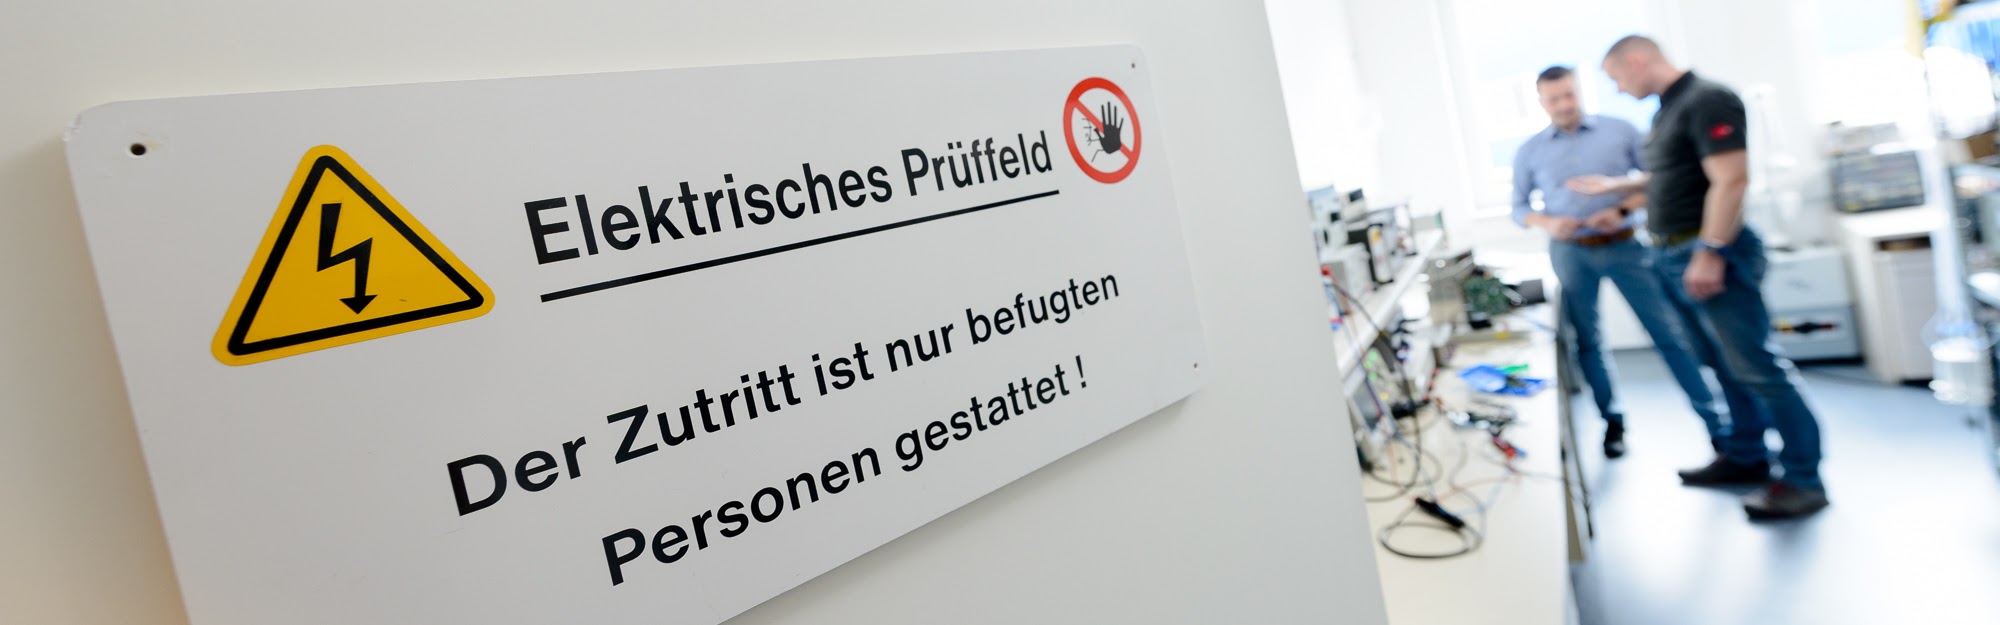 Elektrisches Prüffeld
Der Zutritt ist nur befugten
Personen gestattet !